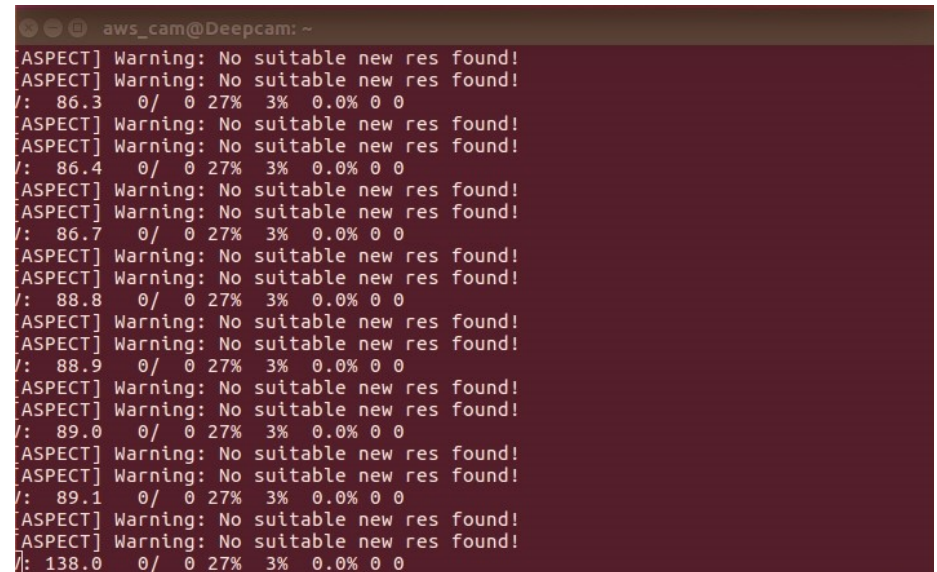 aws_cam@Deepcam: ~
[ASPECT] Warning: No suitable new res found!
[ASPECT] Warning: No suitable new res found!
V:  86.3   0/  0 27%  3%  0.0% 0 0
[ASPECT] Warning: No suitable new res found!
[ASPECT] Warning: No suitable new res found!
V:  86.4   0/  0 27%  3%  0.0% 0 0
[ASPECT] Warning: No suitable new res found!
[ASPECT] Warning: No suitable new res found!
V:  86.7   0/  0 27%  3%  0.0% 0 0
[ASPECT] Warning: No suitable new res found!
[ASPECT] Warning: No suitable new res found!
V:  88.8   0/  0 27%  3%  0.0% 0 0
[ASPECT] Warning: No suitable new res found!
[ASPECT] Warning: No suitable new res found!
V:  88.9   0/  0 27%  3%  0.0% 0 0
[ASPECT] Warning: No suitable new res found!
[ASPECT] Warning: No suitable new res found!
V:  89.0   0/  0 27%  3%  0.0% 0 0
[ASPECT] Warning: No suitable new res found!
[ASPECT] Warning: No suitable new res found!
V:  89.1   0/  0 27%  3%  0.0% 0 0
[ASPECT] Warning: No suitable new res found!
[ASPECT] Warning: No suitable new res found!
V: 138.0   0/  0 27%  3%  0.0% 0 0